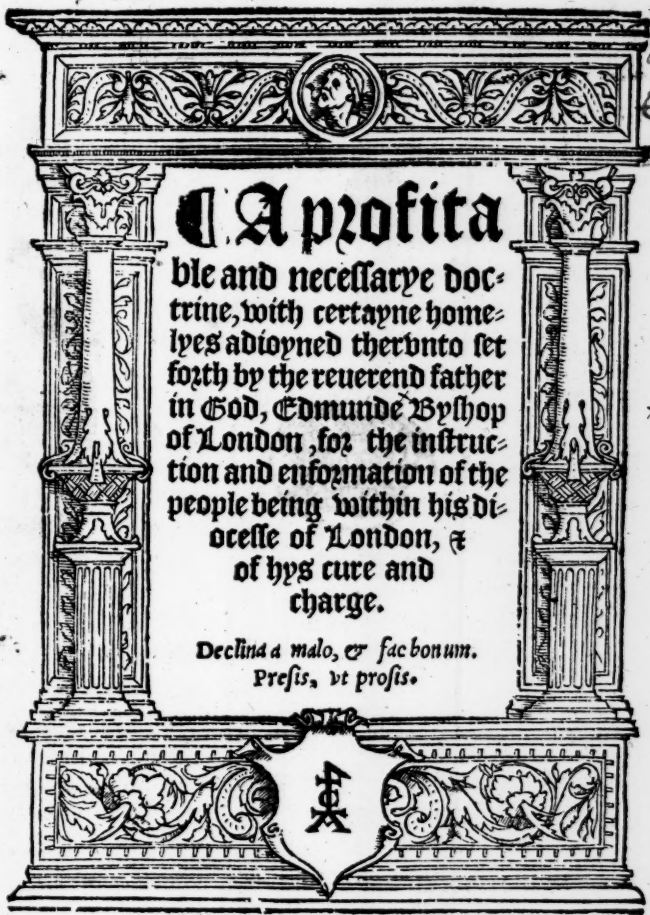 ¶ A profita
ble and necessarye doc-
trine, with certayne home-
lyes adioyned thervnto set
forth by the reuerend father
in God, Edmunde Byshop
of London, for the instruc-
tion and enformation of the
people being within his di-
ocesse of London, &
of hys cure and
charge.
Declina a malo, & fac bonum.
Presis, vt prosis.